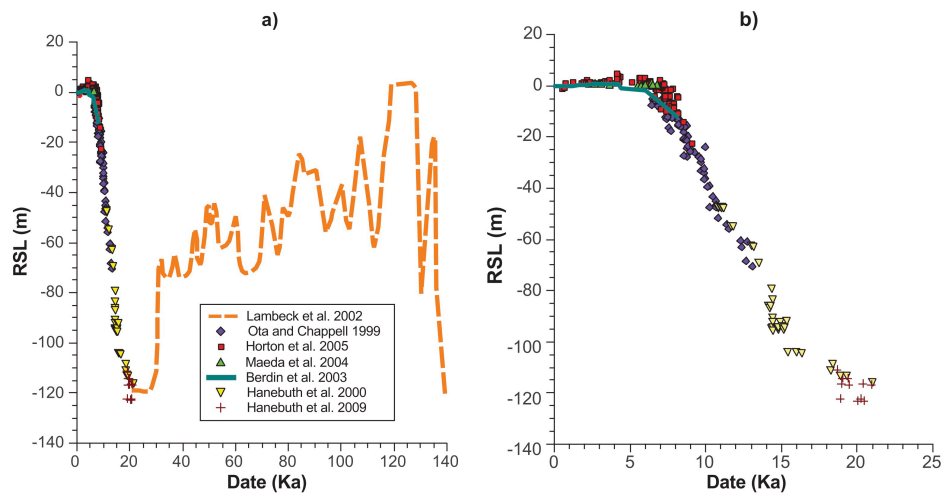 a)
20
0
-20
-40
-60
-80
-100
-120
-140
RSL (m)
0 20 40 60 80 100 120 140
Date (Ka)
Lambeck et al. 2002
Ota and Chappell 1999
Horton et al. 2005
Maeda et al. 2004
Berdin et al. 2003
Hanebuth et al. 2000
Hanebuth et al. 2009
b)
20
0
-20
-40
-60
-80
-100
-120
-140
RSL (m)
0 5 10 15 20 25
Date (Ka)